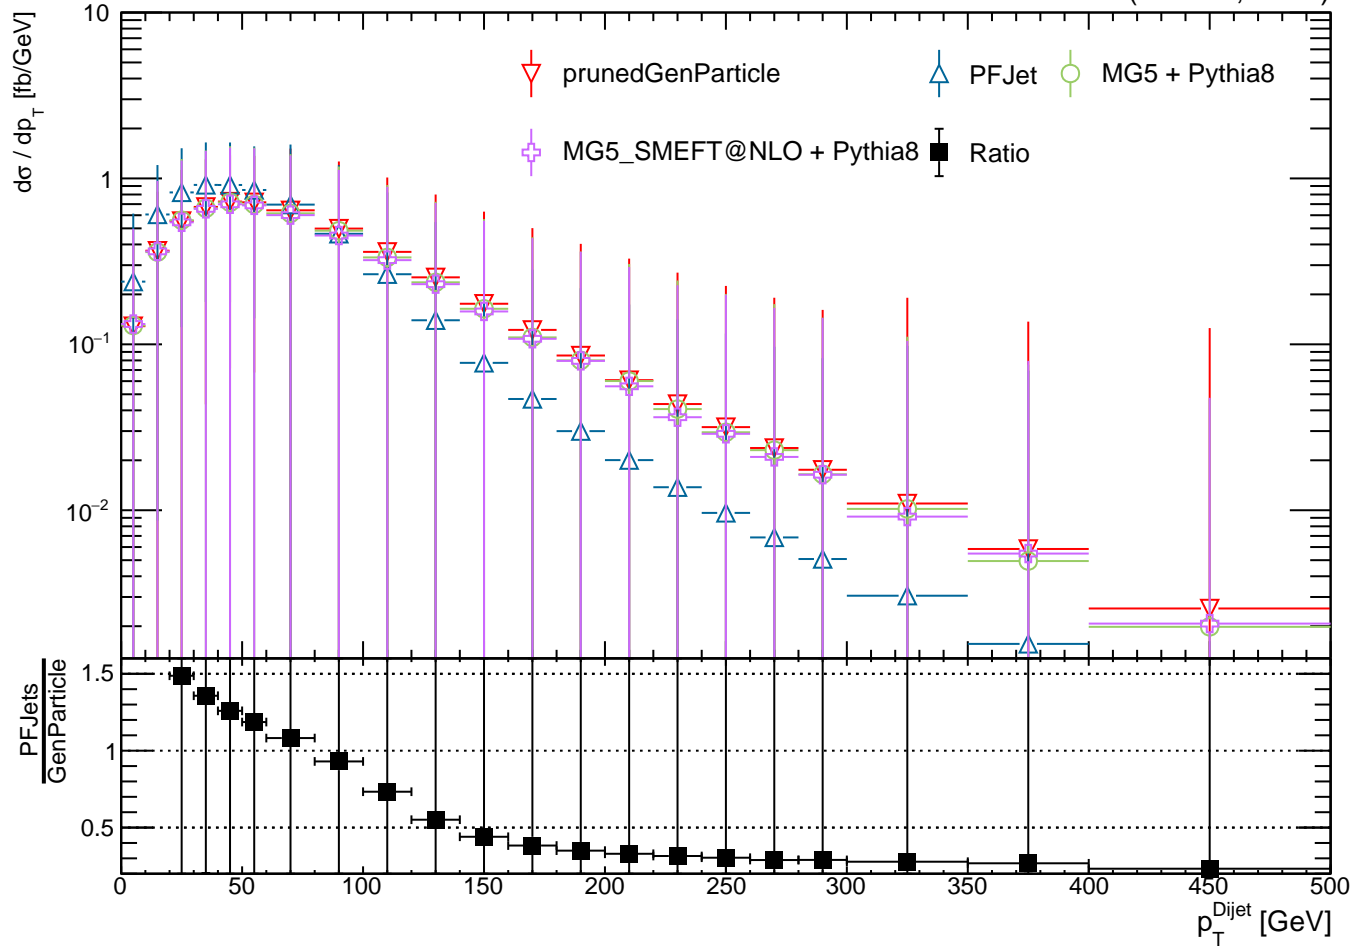 10
dσ / dp_T [fb/GeV]
prunedGenParticle
PFJet
MG5 + Pythia8
MG5_SMEFT@NLO + Pythia8
Ratio
1
10^−1
10^−2
PFJets
GenParticle
1.5
1
0.5
0 50 100 150 200 250 300 350 400 450 500
p_T^Dijet [GeV]